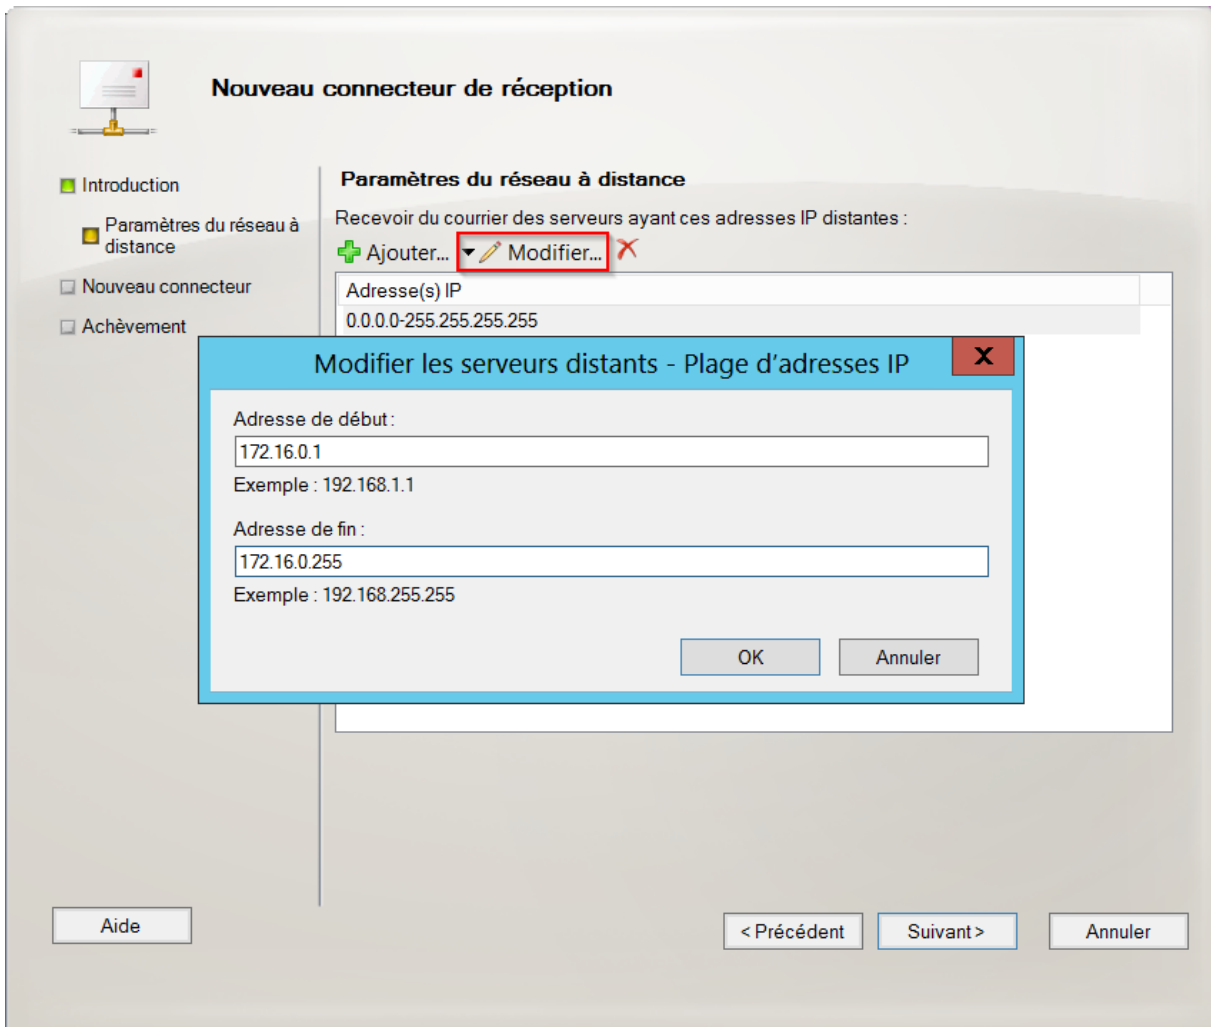 Nouveau connecteur de réception
Introduction
Paramètres du réseau à
distance
Nouveau connecteur
Achèvement
Paramètres du réseau à distance
Recevoir du courrier des serveurs ayant ces adresses IP distantes :
Ajouter... Modifier...
Adresse(s) IP
0.0.0.0-255.255.255.255
Modifier les serveurs distants - Plage d'adresses IP
X
Adresse de début :
172.16.0.1
Exemple : 192.168.1.1
Adresse de fin :
172.16.0.255
Exemple : 192.168.255.255
OK Annuler
Aide < Précédent Suivant > Annuler